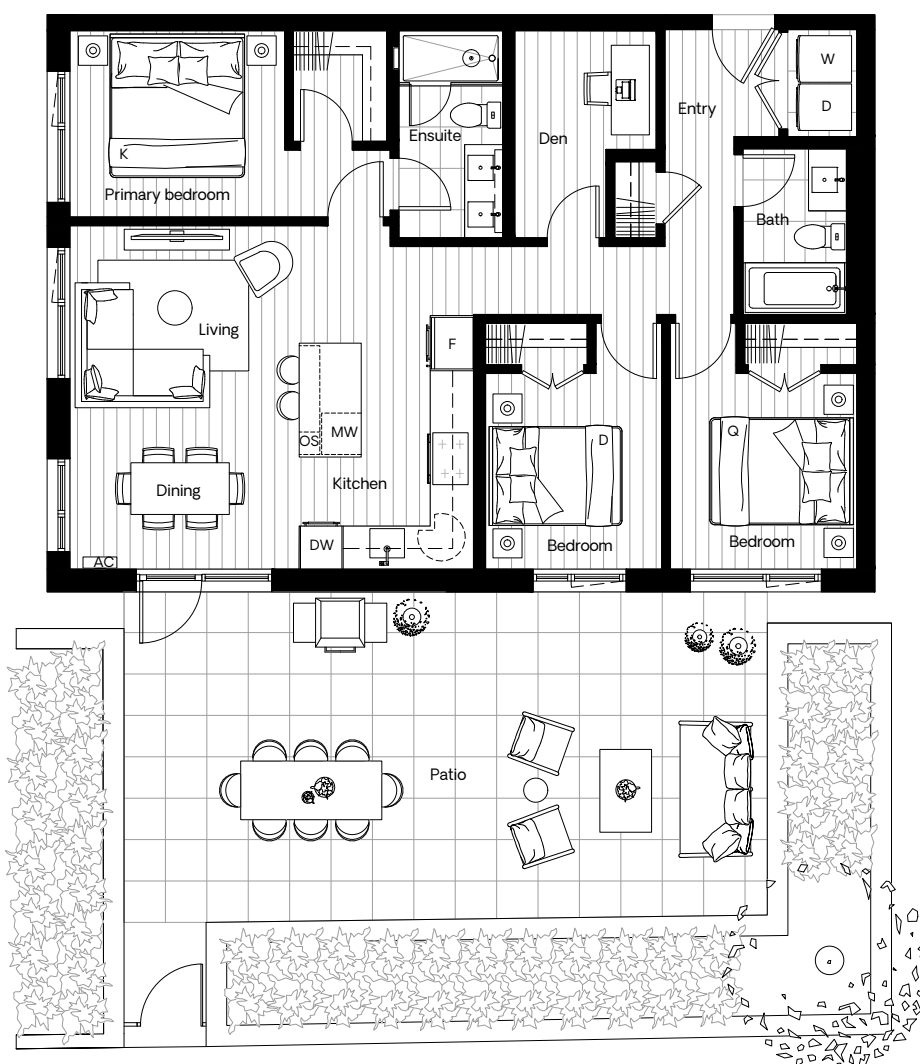 W
D
Entry
Ensuite
Den
K
Primary bedroom
Bath
Living
F
OS
MW
D
Q
Dining
Kitchen
DW
Bedroom
Bedroom
AC
Patio